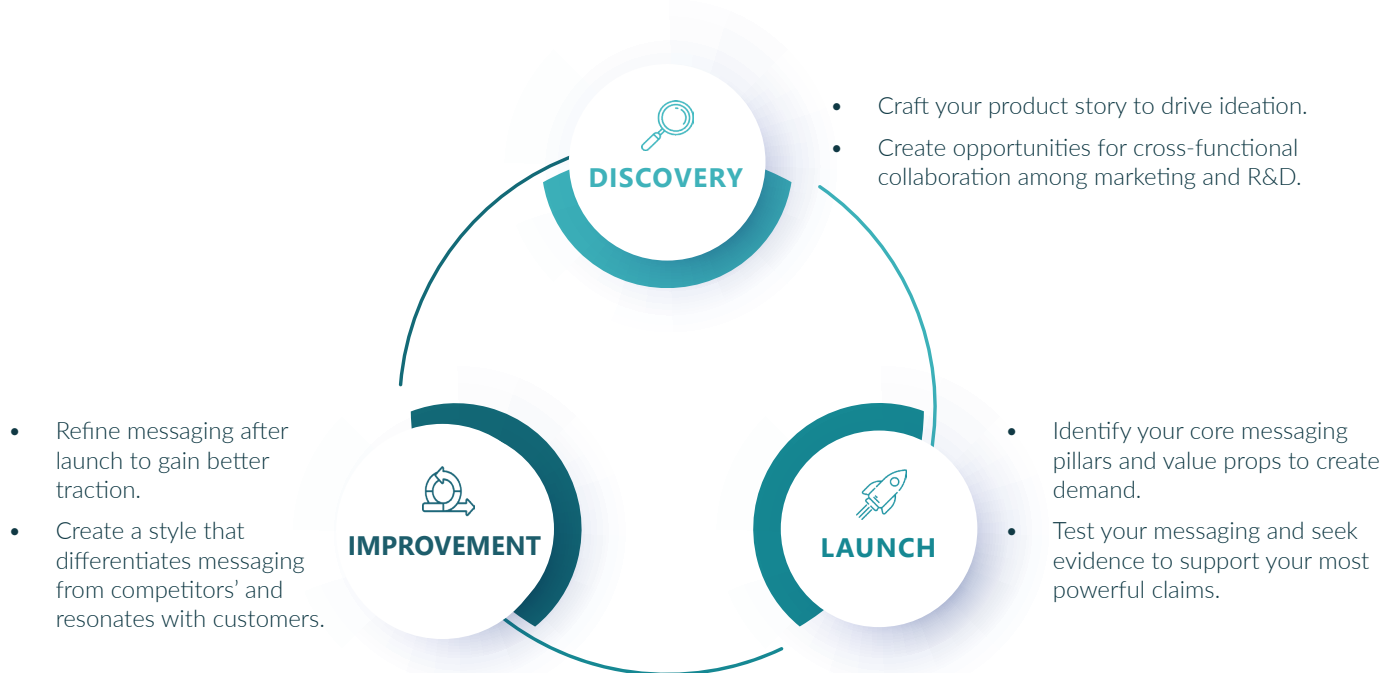 DISCOVERY
• Craft your product story to drive ideation.
• Create opportunities for cross-functional
collaboration among marketing and R&D.
LAUNCH
• Identify your core messaging
pillars and value props to create
demand.
• Test your messaging and seek
evidence to support your most
powerful claims.
IMPROVEMENT
• Refine messaging after
launch to gain better
traction.
• Create a style that
differentiates messaging
from competitors’ and
resonates with customers.